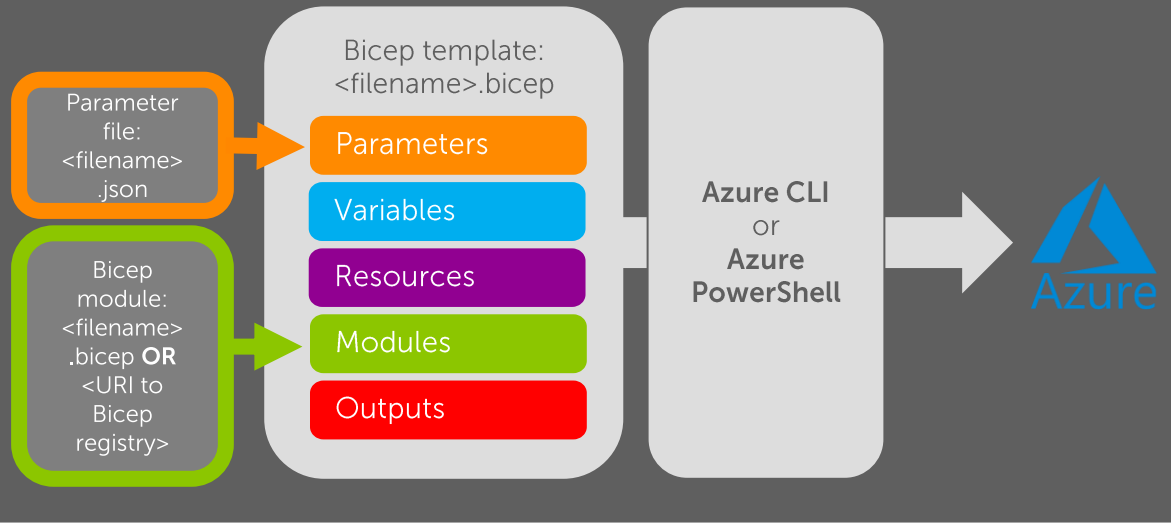 Parameter
file:
<filename>
.json
Bicep
module:
<filename>
.bicep OR
<URI to
Bicep
registry>
Bicep template:
<filename>.bicep
Parameters
Variables
Resources
Modules
Outputs
Azure CLI
or
Azure
PowerShell
Azure